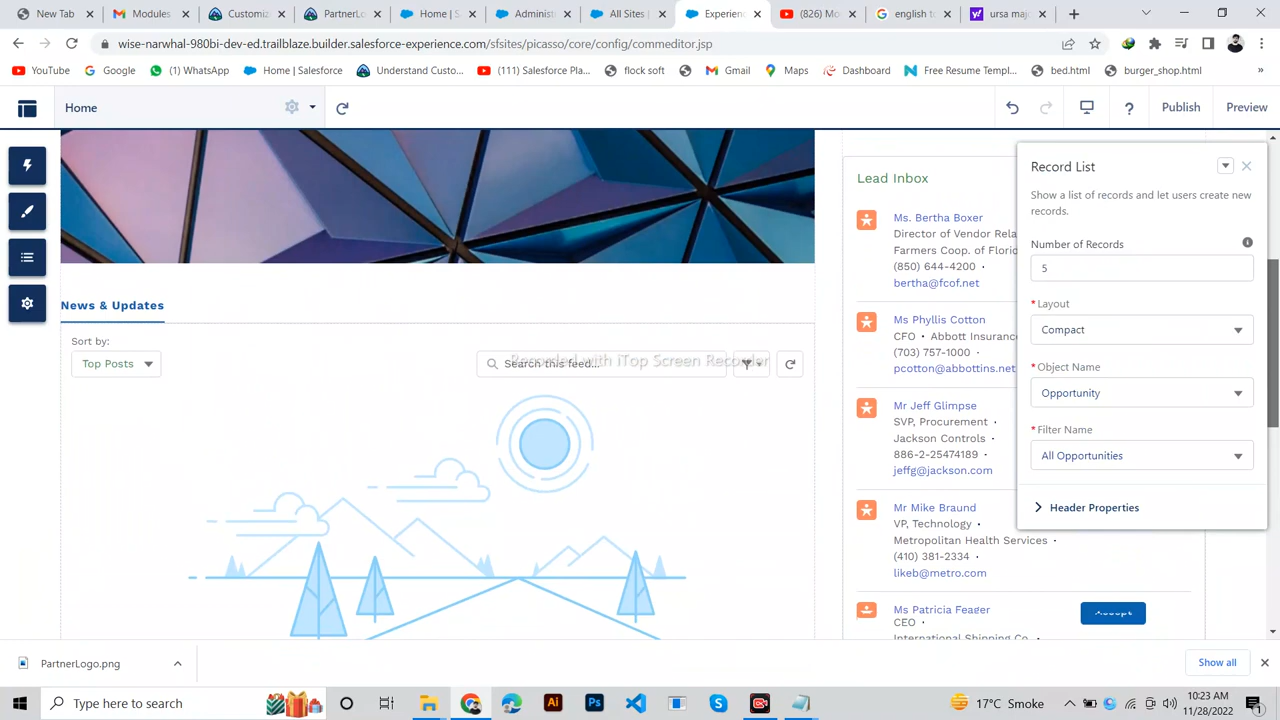 New Tab
Modules
Customiz
PartnerLo
Home | S
Administ
All Sites |
Experien
(826) Mo
english to
ursa maj
wise-narwhal-980bi-dev-ed.trailblaze.builder.salesforce-experience.com/sfsites/picasso/core/config/commeditor.jsp
YouTube
Google
(1) WhatsApp
Home | Salesforce
Understand Custo...
(111) Salesforce Pla...
flock soft
Gmail
Maps
Dashboard
Free Resume Templ...
bed.html
burger_shop.html
»
Home
Publish
Preview
News & Updates
Sort by:
Top Posts
Search this feed...
Recorded with iTop Screen Recorder
Lead Inbox
Ms. Bertha Boxer
Director of Vendor Rela
Farmers Coop. of Florid
(850) 644-4200 •
bertha@fcof.net
Ms Phyllis Cotton
CFO • Abbott Insuranc
(703) 757-1000 •
pcotton@abbottins.net
Mr Jeff Glimpse
SVP, Procurement •
Jackson Controls •
886-2-25474189 •
jeffg@jackson.com
Mr Mike Braund
VP, Technology •
Metropolitan Health Services •
(410) 381-2334 •
likeb@metro.com
Ms Patricia Feager
CEO •
International Shipping Co. •
Accept
Record List
Show a list of records and let users create new
records.
Number of Records
5
* Layout
Compact
* Object Name
Opportunity
* Filter Name
All Opportunities
Header Properties
PartnerLogo.png
Show all
Type here to search
17°C Smoke
10:23 AM
11/28/2022
1